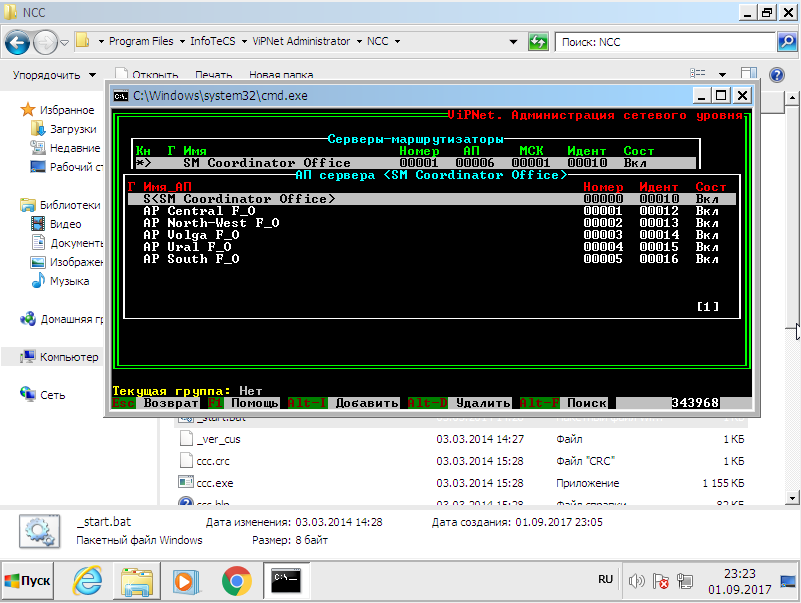 NCC
Program Files InfoTeCS ViPNet Administrator NCC
Поиск: NCC
Упорядочить Открыть Печать Новая папка
Избранное
Загрузки
Недавние
Рабочий ст
Библиотеки
Видео
Документы
Изображен
Музыка
Домашняя гр
Компьютер
Сеть
C:\Windows\system32\cmd.exe
ViPNet. Администрация сетевого уровня
Серверы-маршрутизаторы
Кн Г Имя Номер АП МСК Идент Сост
*> SM Coordinator Office 00001 00006 00001 00010 Вкл
АП сервера <SM Coordinator Office>
Г Имя_АП Номер Идент Сост
S<SM Coordinator Office> 00000 00010 Вкл
AP Central F_O 00001 00012 Вкл
AP North-West F_O 00002 00013 Вкл
AP Volga F_O 00003 00014 Вкл
AP Ural F_O 00004 00015 Вкл
AP South F_O 00005 00016 Вкл
[1]
Текущая группа: Нет
Esc Возврат F1 Помощь Alt-I Добавить Alt-D Удалить Alt-F Поиск 343968
_start.bat
_ver_cus 03.03.2014 14:27 Файл 1 КБ
ccc.crc 03.03.2014 15:28 Файл "CRC" 1 КБ
ccc.exe 03.03.2014 15:28 Приложение 1 155 КБ
ccc.hlp 03.03.2014 15:28 Файл справки 82 КБ
_start.bat Дата изменения: 03.03.2014 14:28 Дата создания: 01.09.2017 23:05
Пакетный файл Windows Размер: 8 байт
Пуск RU 23:23
01.09.2017